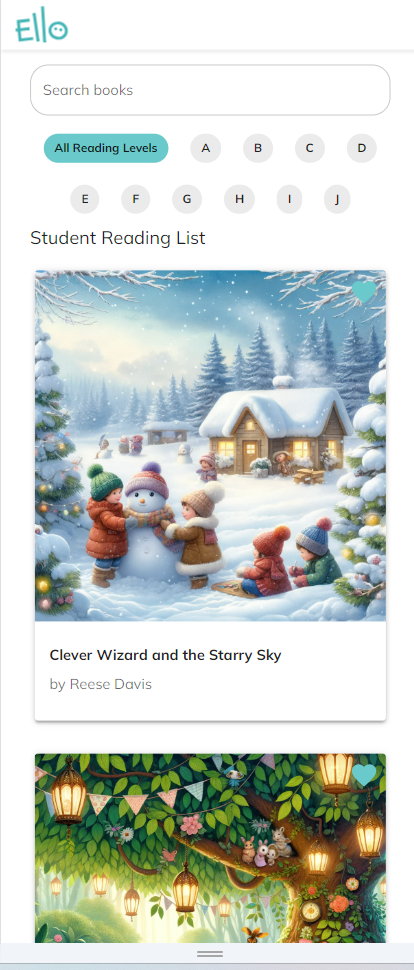 Ello
Search books
All Reading Levels A B C D
E F G H I J
Student Reading List
Clever Wizard and the Starry Sky
by Reese Davis